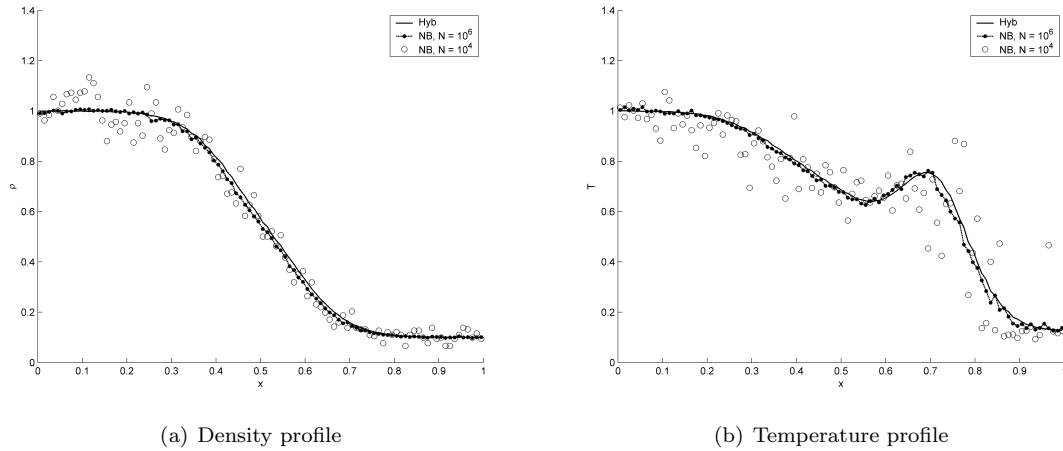 1.4
1.2
1
0.8
0.6
0.4
0.2
0
ρ
0 0.1 0.2 0.3 0.4 0.5 0.6 0.7 0.8 0.9 1
x
Hyb
NB, N = 10⁶
NB, N = 10⁴
(a) Density profile
1.4
1.2
1
0.8
0.6
0.4
0.2
0
T
0 0.1 0.2 0.3 0.4 0.5 0.6 0.7 0.8 0.9 1
x
Hyb
NB, N = 10⁶
NB, N = 10⁴
(b) Temperature profile